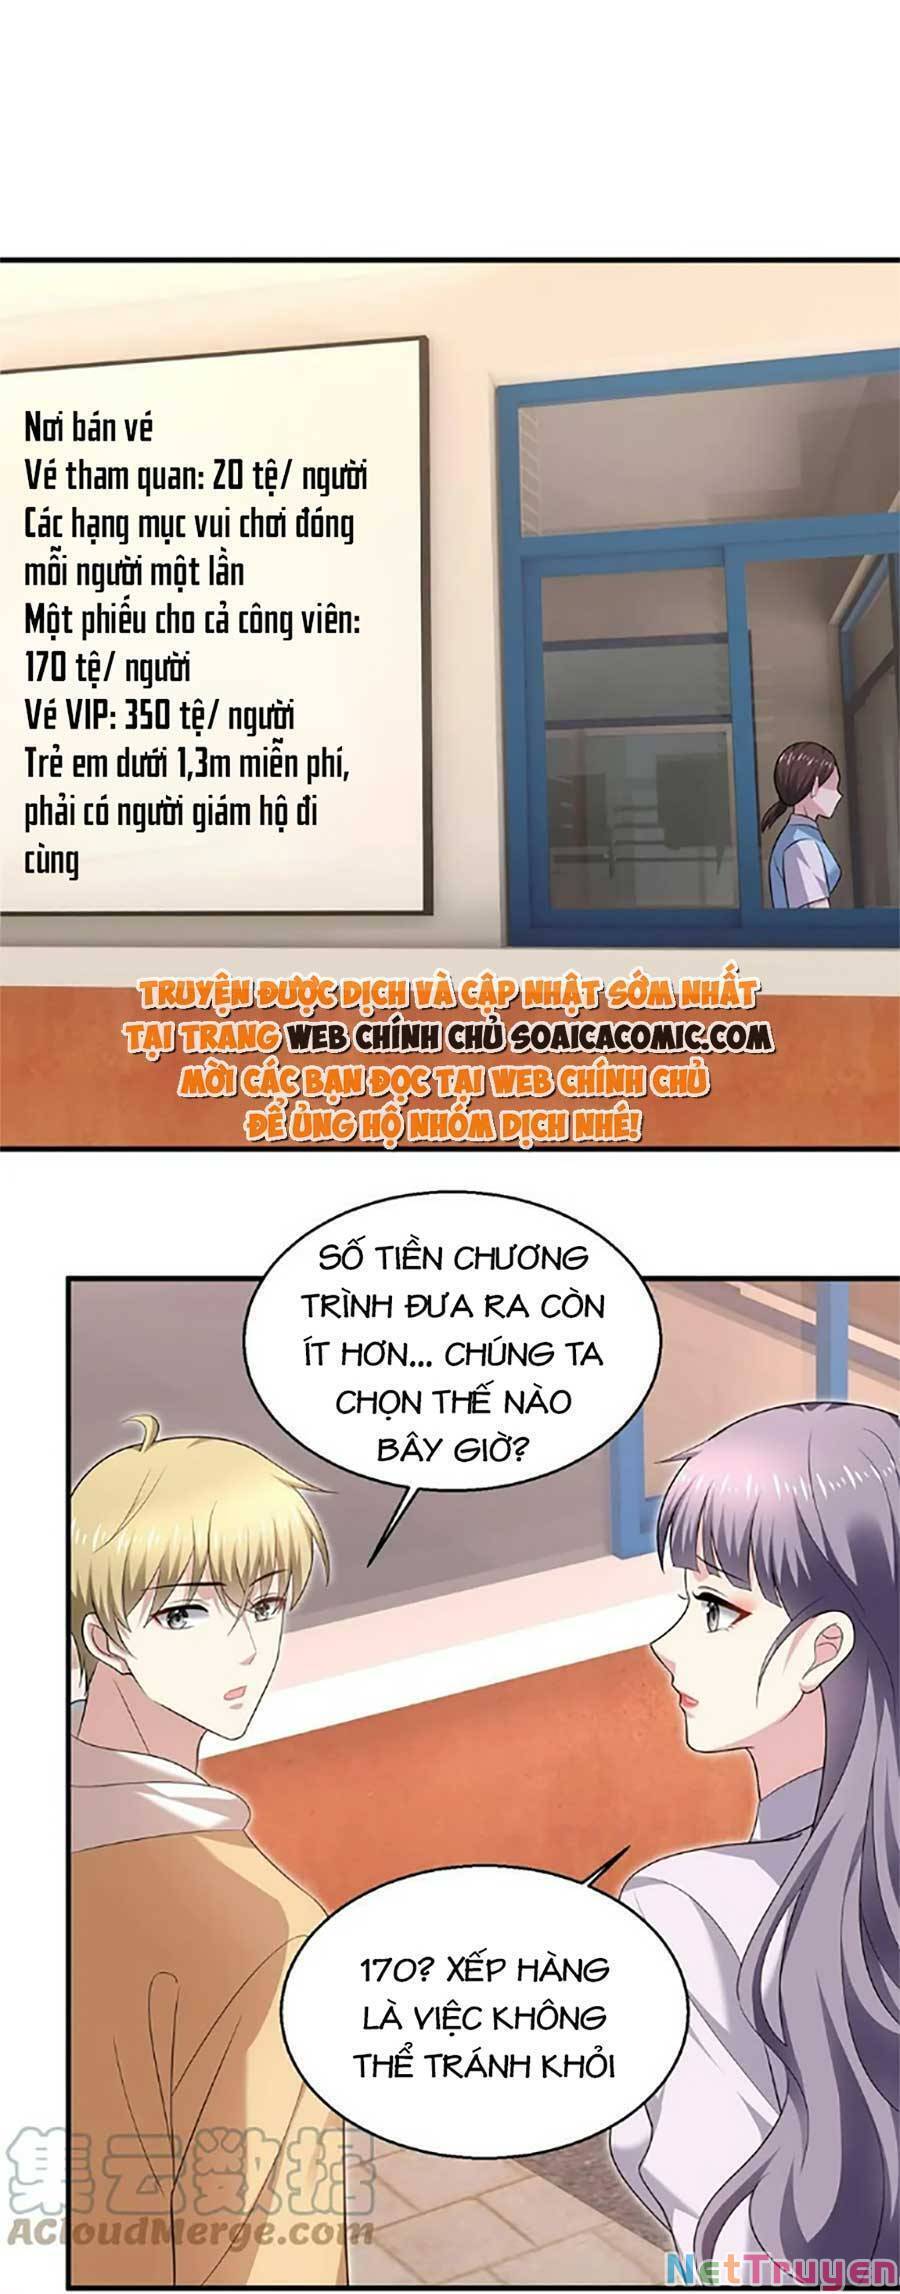 Nơi bán vé
Vé tham quan: 20 tệ/ người
Các hạng mục vui chơi đóng
mỗi người một lần
Một phiếu cho cả công viên:
170 tệ/ người
Vé VIP: 350 tệ/ người
Trẻ em dưới 1,3m miễn phí,
phải có người giám hộ đi
cùng
TRUYỆN ĐƯỢC DỊCH VÀ CẬP NHẬT SỚM NHẤT
TẠI TRANG WEB CHÍNH CHỦ SOAICACOMIC.COM
MỜI CÁC BẠN ĐỌC TẠI WEB CHÍNH CHỦ
ĐỂ ỦNG HỘ NHÓM DỊCH NHÉ!
SỐ TIỀN CHƯƠNG
TRÌNH ĐƯA RA CÒN
ÍT HƠN... CHÚNG TA
CHỌN THẾ NÀO
BÂY GIỜ?
170? XẾP HÀNG
LÀ VIỆC KHÔNG
THỂ TRÁNH KHỎI
集云数据
ACloudMerge.com
NetTruyen